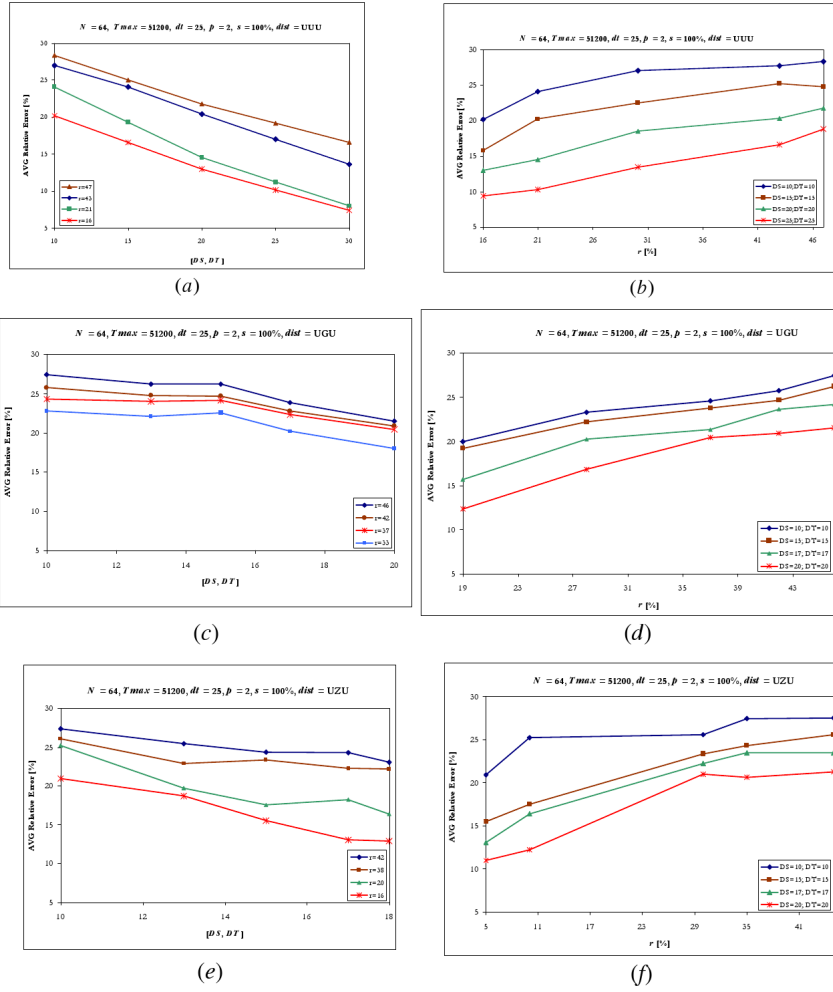 N = 64, Tmax = 51200, dt = 25, p = 2, s = 100%, dist = UUU
AVG Relative Error [%]
30
25
20
15
10
5
r=47
r=43
r=21
r=16
10 15 20 25 30
[DS, DT]
(a)
N = 64, Tmax = 51200, dt = 25, p = 2, s = 100%, dist = UUU
AVG Relative Error [%]
30
25
20
15
10
5
DS=10;DT=10
DS=15;DT=15
DS=20;DT=20
DS=25;DT=25
16 21 26 31 36 41 46
r [%]
(b)
N = 64, Tmax = 51200, dt = 25, p = 2, s = 100%, dist = UGU
AVG Relative Error [%]
30
25
20
15
10
5
r=46
r=42
r=37
r=33
10 12 14 16 18 20
[DS, DT]
(c)
N = 64, Tmax = 51200, dt = 25, p = 2, s = 100%, dist = UGU
AVG Relative Error [%]
30
25
20
15
10
5
DS=10; DT=10
DS=15; DT=15
DS=17; DT=17
DS=20; DT=20
19 23 27 31 35 39 43
r [%]
(d)
N = 64, Tmax = 51200, dt = 25, p = 2, s = 100%, dist = UZU
AVG Relative Error [%]
30
25
20
15
10
5
r=42
r=38
r=20
r=16
10 12 14 16 18
[DS, DT]
(e)
N = 64, Tmax = 51200, dt = 25, p = 2, s = 100%, dist = UZU
AVG Relative Error [%]
30
25
20
15
10
5
DS=10; DT=10
DS=15; DT=15
DS=17; DT=17
DS=20; DT=20
5 11 17 23 29 35 41
r [%]
(f)